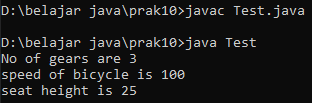 D:\belajar java\prak10>javac Test.java
D:\belajar java\prak10>java Test
No of gears are 3
speed of bicycle is 100
seat height is 25